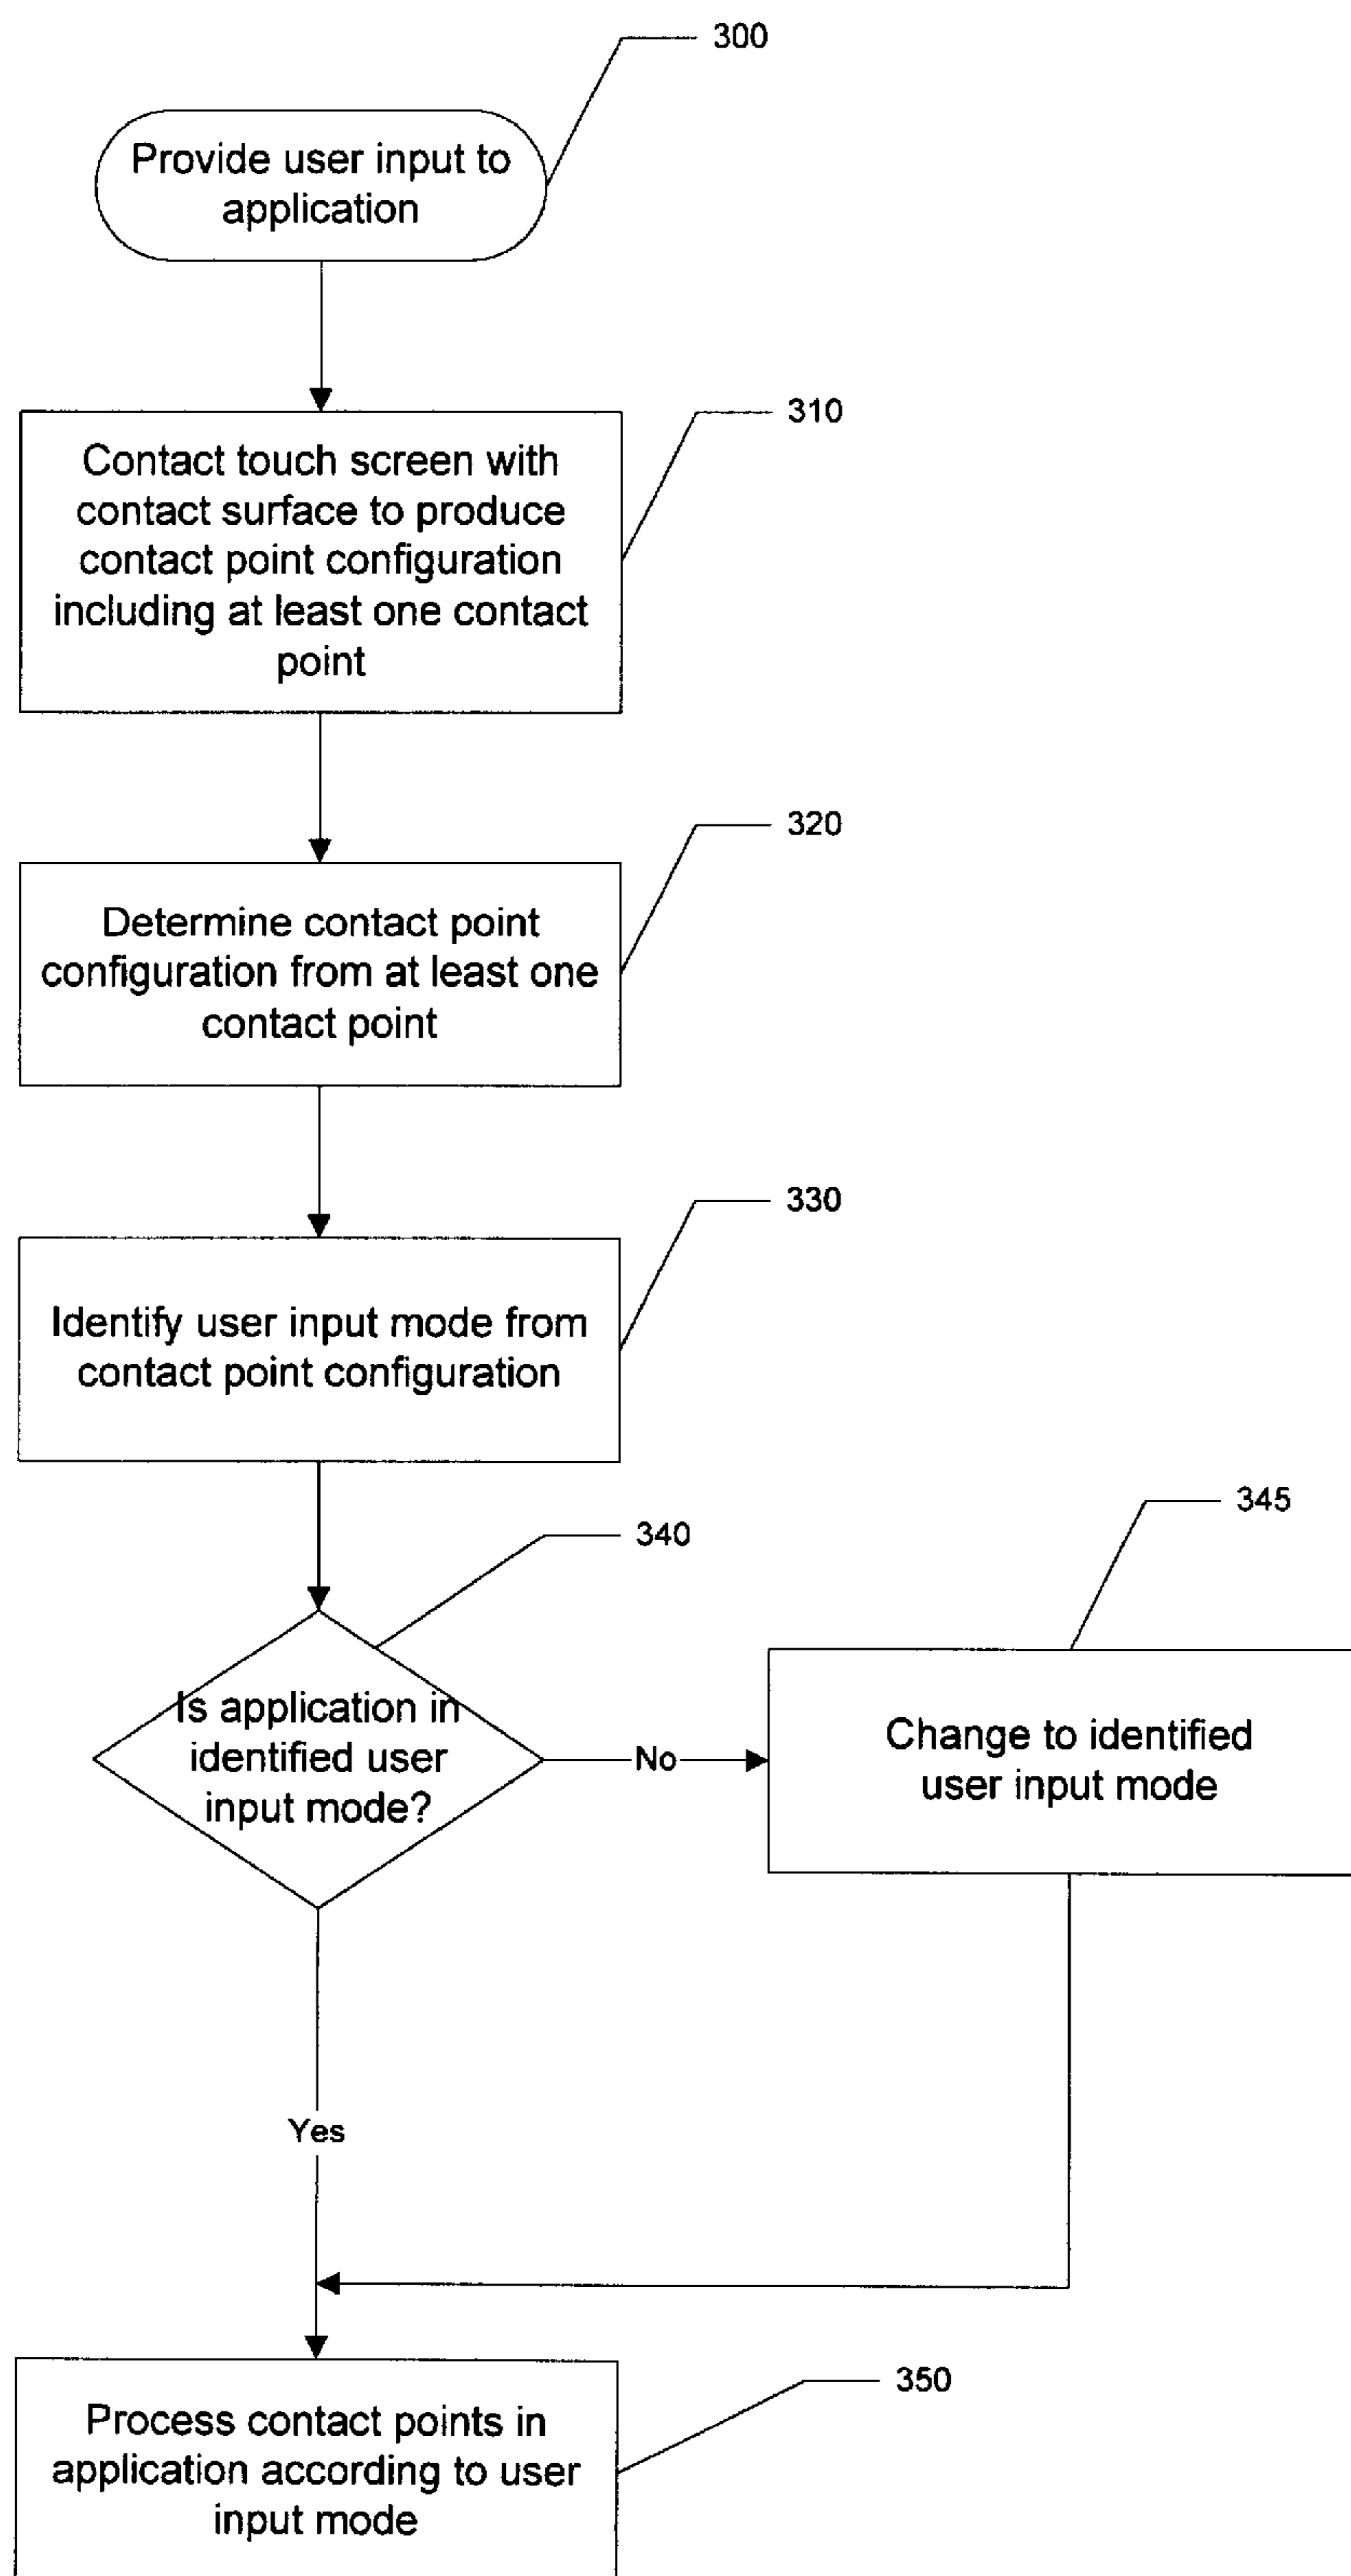 300
Provide user input to
application
310
Contact touch screen with
contact surface to produce
contact point configuration
including at least one contact
point
320
Determine contact point
configuration from at least one
contact point
330
Identify user input mode from
contact point configuration
340
345
Is application in
identified user
input mode?
No
Change to identified
user input mode
Yes
350
Process contact points in
application according to user
input mode